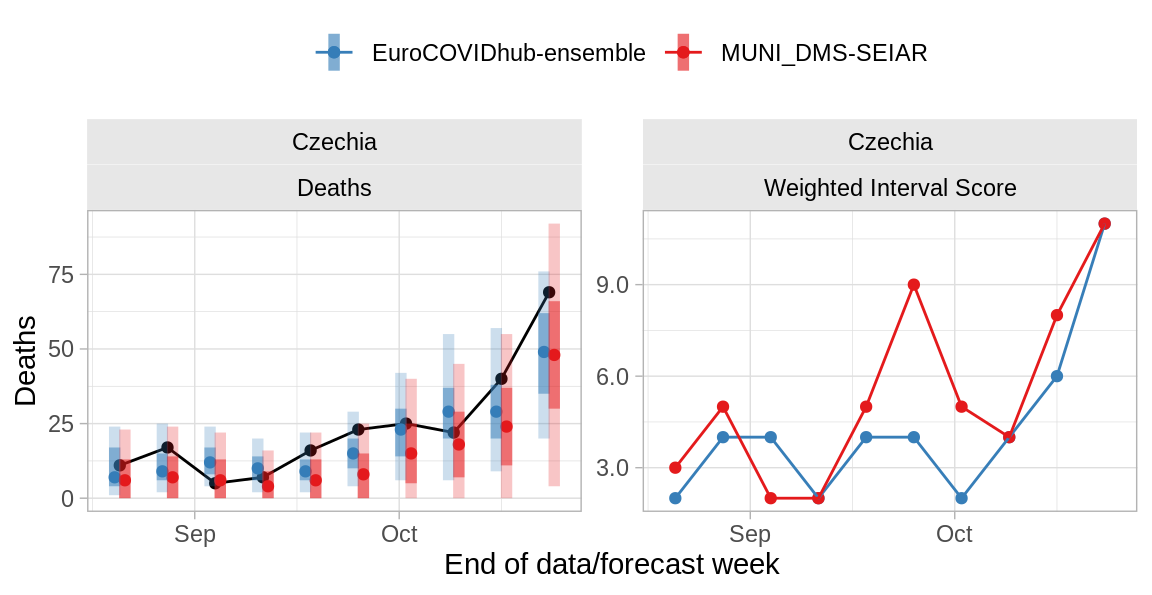 EuroCOVIDhub-ensemble MUNI_DMS-SEIAR
Czechia Czechia
Deaths Weighted Interval Score
Deaths
75
50
25
0
9.0
6.0
3.0
Sep Oct Sep Oct
End of data/forecast week